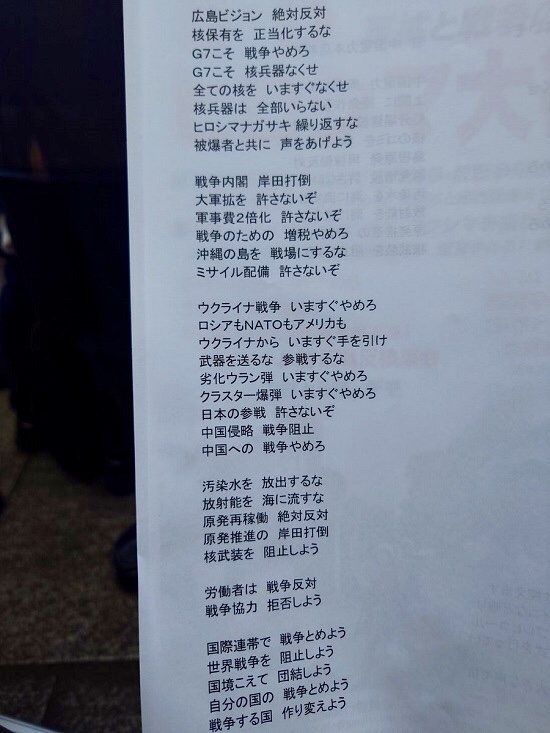 広島ビジョン 絶対反対
核保有を 正当化するな
G7こそ 戦争やめろ
G7こそ 核兵器なくせ
全ての核を いますぐなくせ
核兵器は 全部いらない
ヒロシマナガサキ 繰り返すな
被爆者と共に 声をあげよう
戦争内閣 岸田打倒
大軍拡を 許さないぞ
軍事費2倍化 許さないぞ
戦争のための 増税やめろ
沖縄の島を 戦場にするな
ミサイル配備 許さないぞ
ウクライナ戦争 いますぐやめろ
ロシアもNATOもアメリカも
ウクライナから いますぐ手を引け
武器を送るな 参戦するな
劣化ウラン弾 いますぐやめろ
クラスター爆弾 いますぐやめろ
日本の参戦 許さないぞ
中国侵略 戦争阻止
中国への 戦争やめろ
汚染水を 放出するな
放射能を 海に流すな
原発再稼働 絶対反対
原発推進の 岸田打倒
核武装を 阻止しよう
労働者は 戦争反対
戦争協力 拒否しよう
国際連帯で 戦争とめよう
世界戦争を 阻止しよう
国境こえて 団結しよう
自分の国の 戦争とめよう
戦争する国 作り変えよう